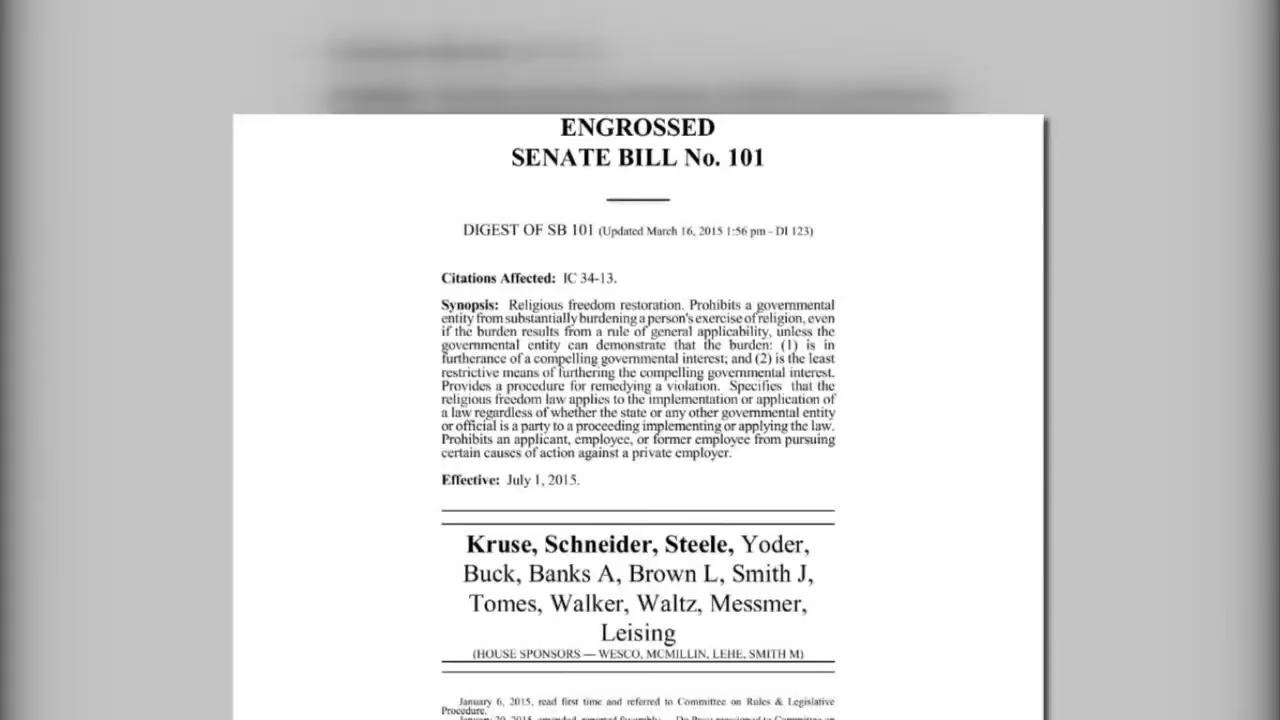 ENGROSSED
SENATE BILL No. 101
DIGEST OF SB 101 (Updated March 16, 2015 1:56 pm - DI 123)
Citations Affected: IC 34-13.
Synopsis: Religious freedom restoration. Prohibits a governmental
entity from substantially burdening a person's exercise of religion, even
if the burden results from a rule of general applicability, unless the
governmental entity can demonstrate that the burden: (1) is in
furtherance of a compelling governmental interest; and (2) is the least
restrictive means of furthering the compelling governmental interest.
Provides a procedure for remedying a violation. Specifies that the
religious freedom law applies to the implementation or application of
a law regardless of whether the state or any other governmental entity
or official is a party to a proceeding implementing or applying the law.
Prohibits an applicant, employee, or former employee from pursuing
certain causes of action against a private employer.
Effective: July 1, 2015.
Kruse, Schneider, Steele, Yoder,
Buck, Banks A, Brown L, Smith J,
Tomes, Walker, Waltz, Messmer,
Leising
(HOUSE SPONSORS — WESCO, MCMILLIN, LEHE, SMITH M)
January 6, 2015, read first time and referred to Committee on Rules & Legislative
Procedure.